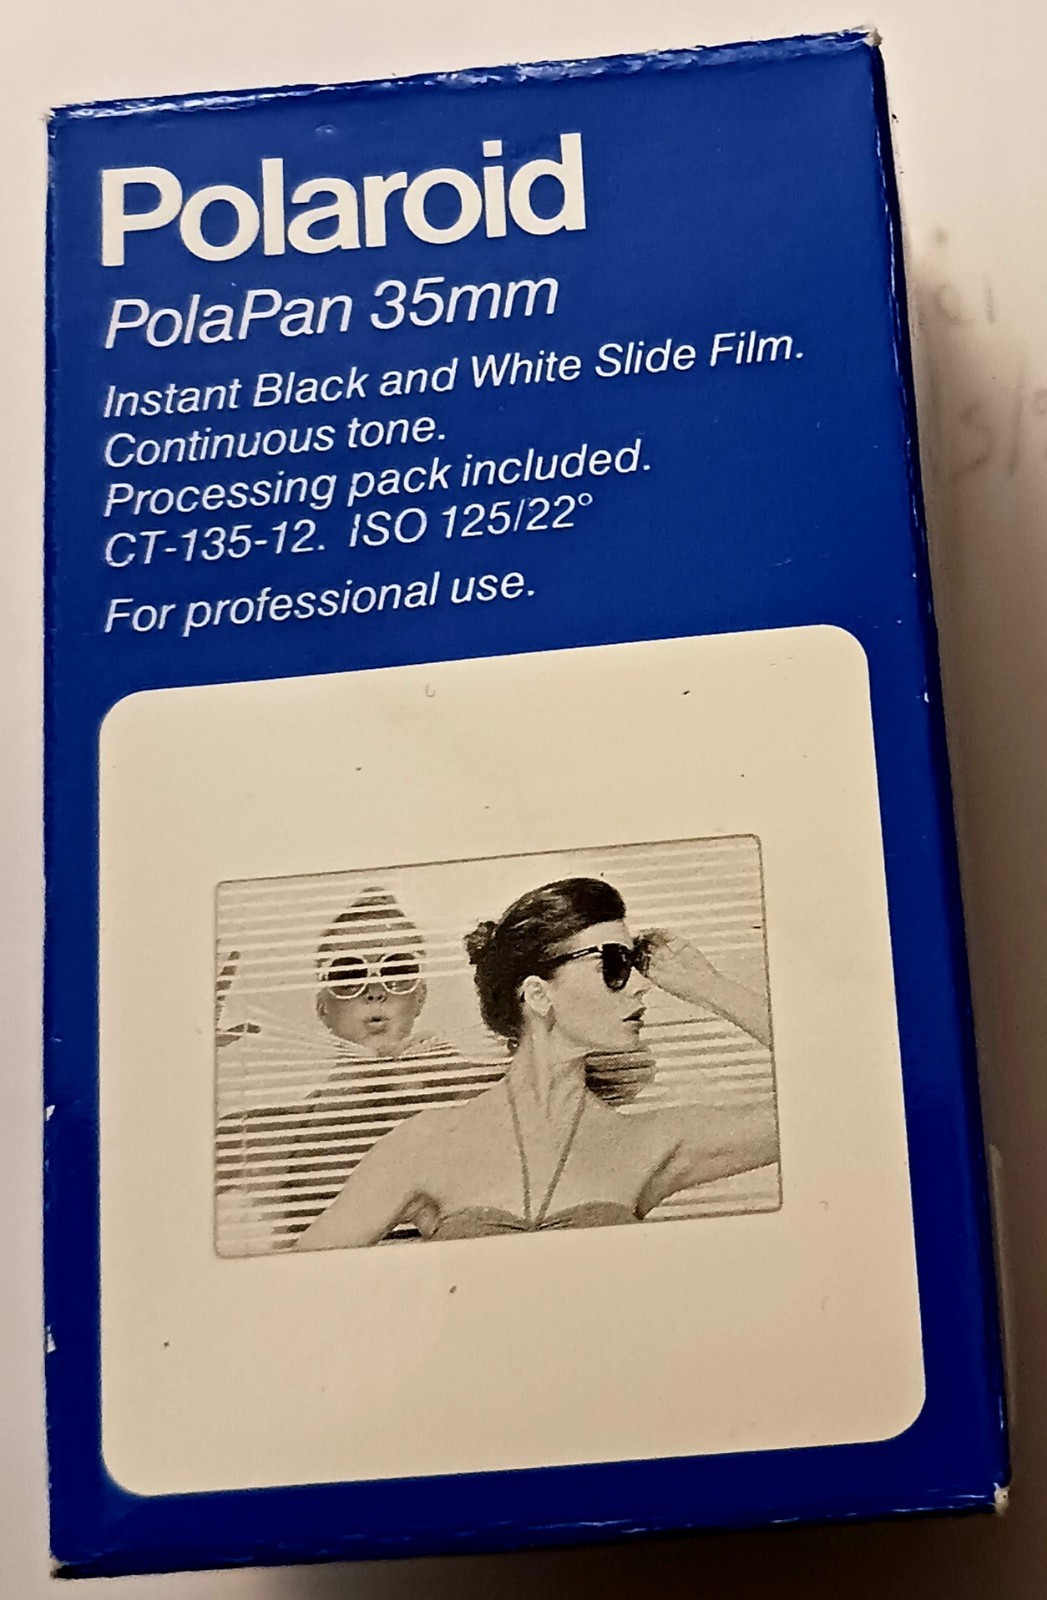 Polaroid
PolaPan 35mm
Instant Black and White Slide Film.
Continuous tone.
Processing pack included.
CT-135-12. ISO 125/22°
For professional use.